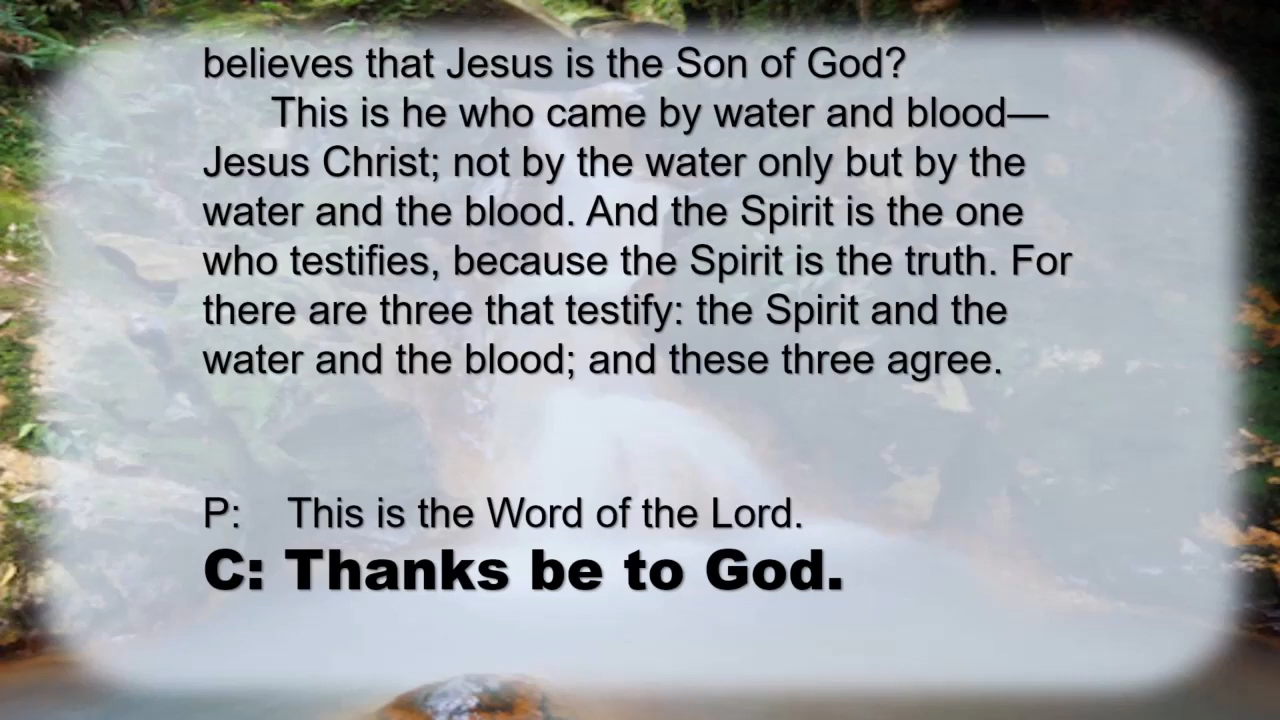 believes that Jesus is the Son of God?
This is he who came by water and blood—
Jesus Christ; not by the water only but by the
water and the blood. And the Spirit is the one
who testifies, because the Spirit is the truth. For
there are three that testify: the Spirit and the
water and the blood; and these three agree.
P: This is the Word of the Lord.
C: Thanks be to God.